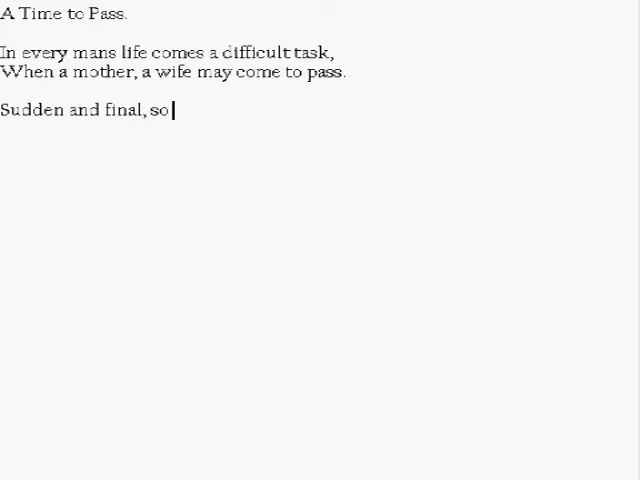 A Time to Pass.
In every mans life comes a difficult task,
When a mother, a wife may come to pass.
Sudden and final, so